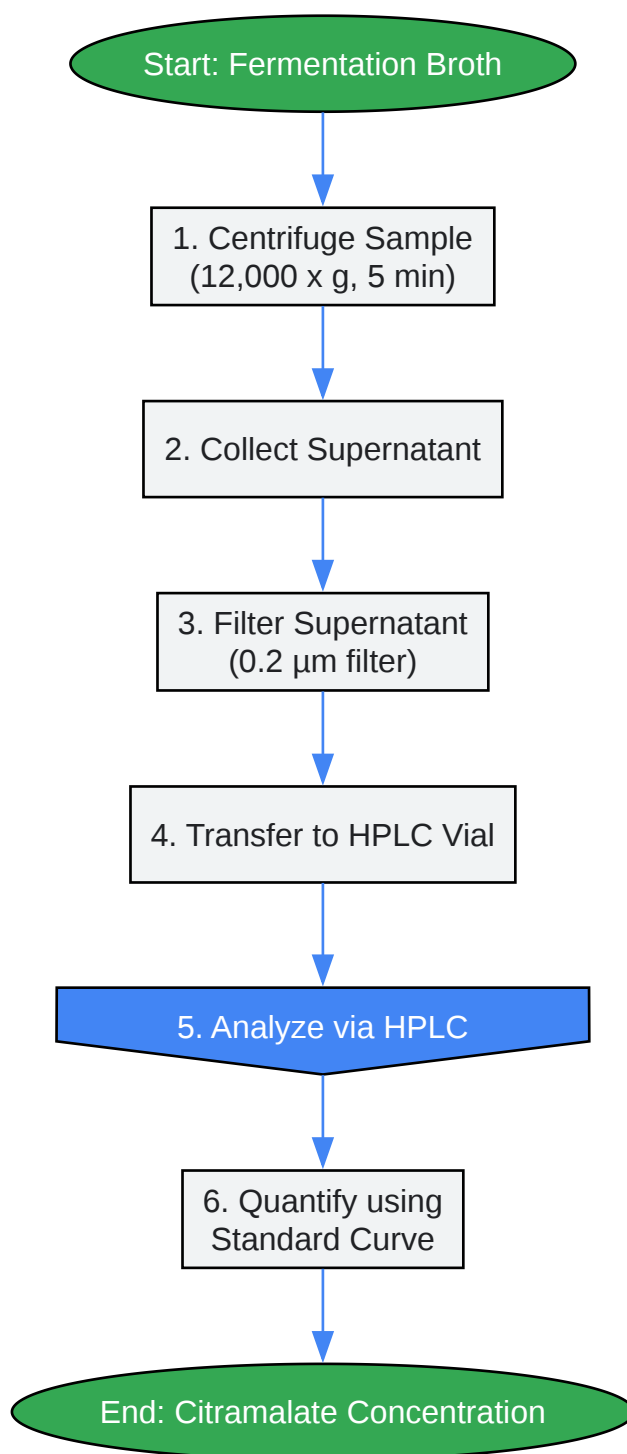 Start: Fermentation Broth
1. Centrifuge Sample
(12,000 x g, 5 min)
2. Collect Supernatant
3. Filter Supernatant
(0.2 µm filter)
4. Transfer to HPLC Vial
5. Analyze via HPLC
6. Quantify using
Standard Curve
End: Citramalate Concentration